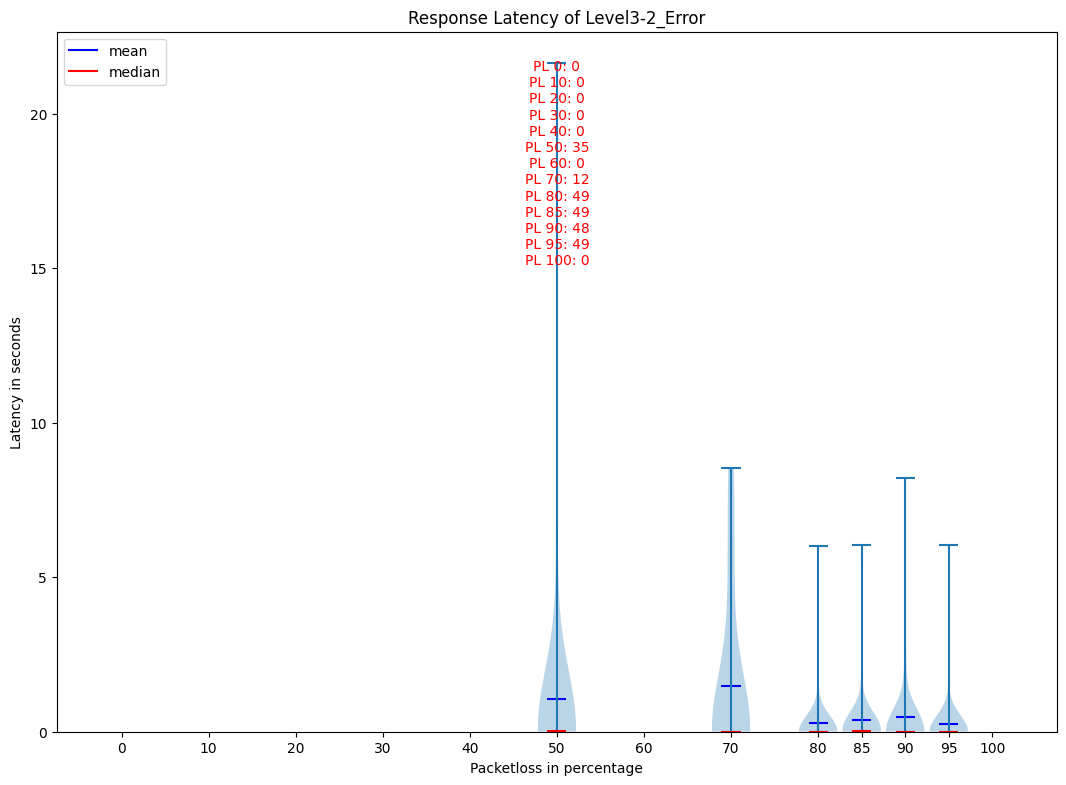 Response Latency of Level3-2_Error
mean
median
PL 0: 0
PL 10: 0
PL 20: 0
PL 30: 0
PL 40: 0
PL 50: 35
PL 60: 0
PL 70: 12
PL 80: 49
PL 85: 49
PL 90: 48
PL 95: 49
PL 100: 0
20
15
10
5
0
Latency in seconds
0 10 20 30 40 50 60 70 80 85 90 95 100
Packetloss in percentage